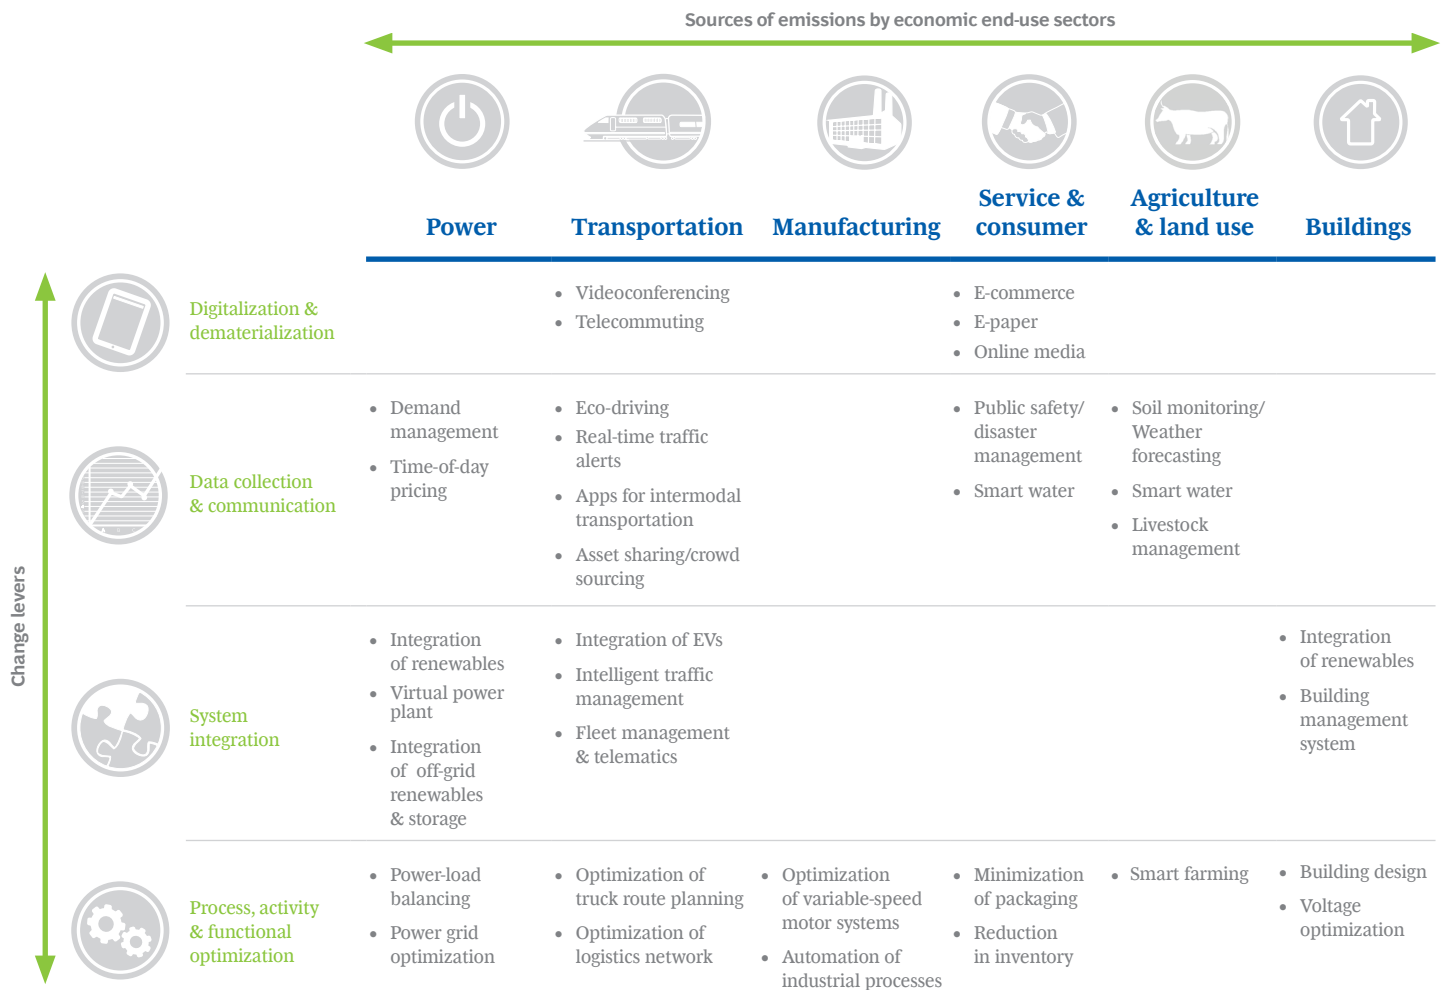 Sources of emissions by economic end-use sectors
Power
Transportation
Manufacturing
Service &
consumer
Agriculture
& land use
Buildings
Change levers
Digitalization &
dematerialization
• Videoconferencing
• Telecommuting
• E-commerce
• E-paper
• Online media
Data collection
& communication
• Demand
management
• Time-of-day
pricing
• Eco-driving
• Real-time traffic
alerts
• Apps for intermodal
transportation
• Asset sharing/crowd
sourcing
• Public safety/
disaster
management
• Smart water
• Soil monitoring/
Weather
forecasting
• Smart water
• Livestock
management
System
integration
• Integration
of renewables
• Virtual power
plant
• Integration
of off-grid
renewables
& storage
• Integration of EVs
• Intelligent traffic
management
• Fleet management
& telematics
• Integration
of renewables
• Building
management
system
Process, activity
& functional
optimization
• Power-load
balancing
• Power grid
optimization
• Optimization of
truck route planning
• Optimization of
logistics network
• Optimization
of variable-speed
motor systems
• Automation of
industrial processes
• Minimization
of packaging
• Reduction
in inventory
• Smart farming
• Building design
• Voltage
optimization